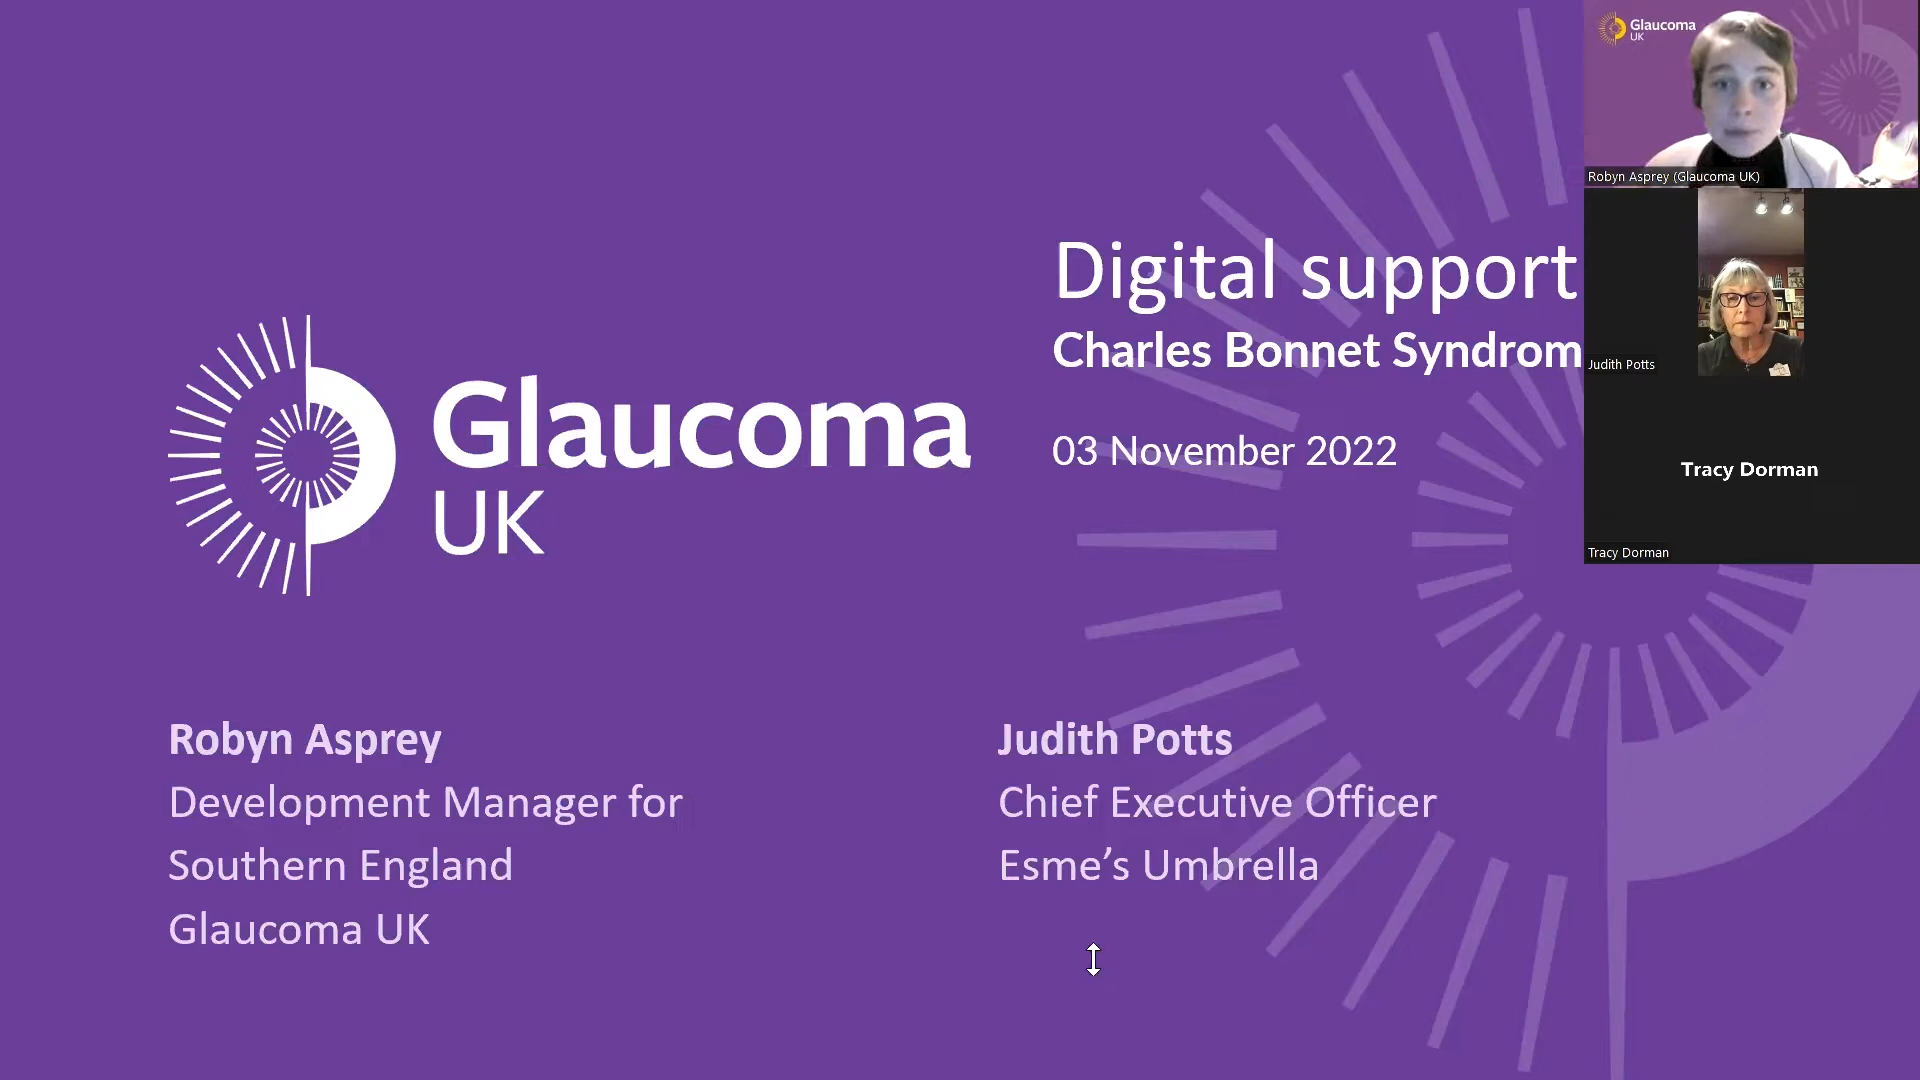 Glaucoma
UK
Digital support
Charles Bonnet Syndrom
03 November 2022
Robyn Asprey
Development Manager for
Southern England
Glaucoma UK
Judith Potts
Chief Executive Officer
Esme’s Umbrella
Glaucoma
UK
Robyn Asprey (Glaucoma UK)
Judith Potts
Tracy Dorman
Tracy Dorman